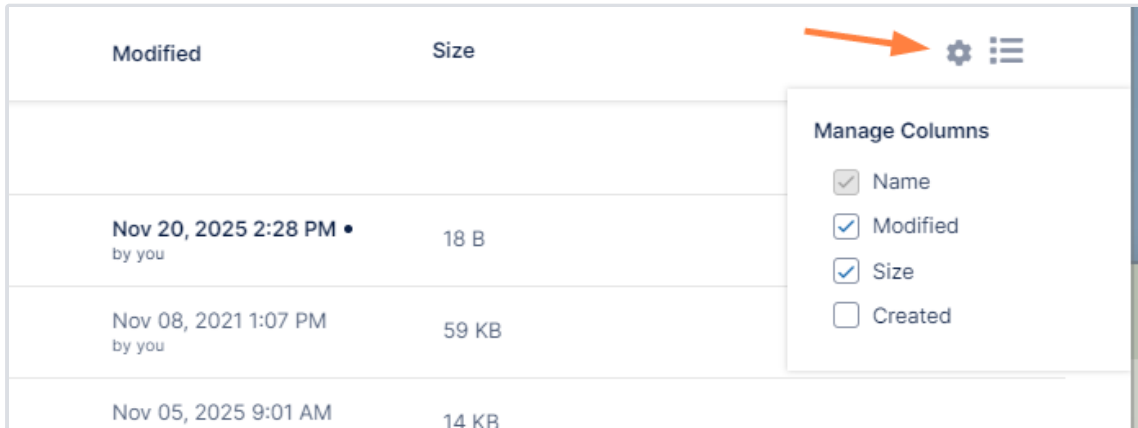 Modified
Size
Manage Columns
Name
Modified
Size
Created
Nov 20, 2025 2:28 PM •
by you
18 B
Nov 08, 2021 1:07 PM
by you
59 KB
Nov 05, 2025 9:01 AM
14 KB